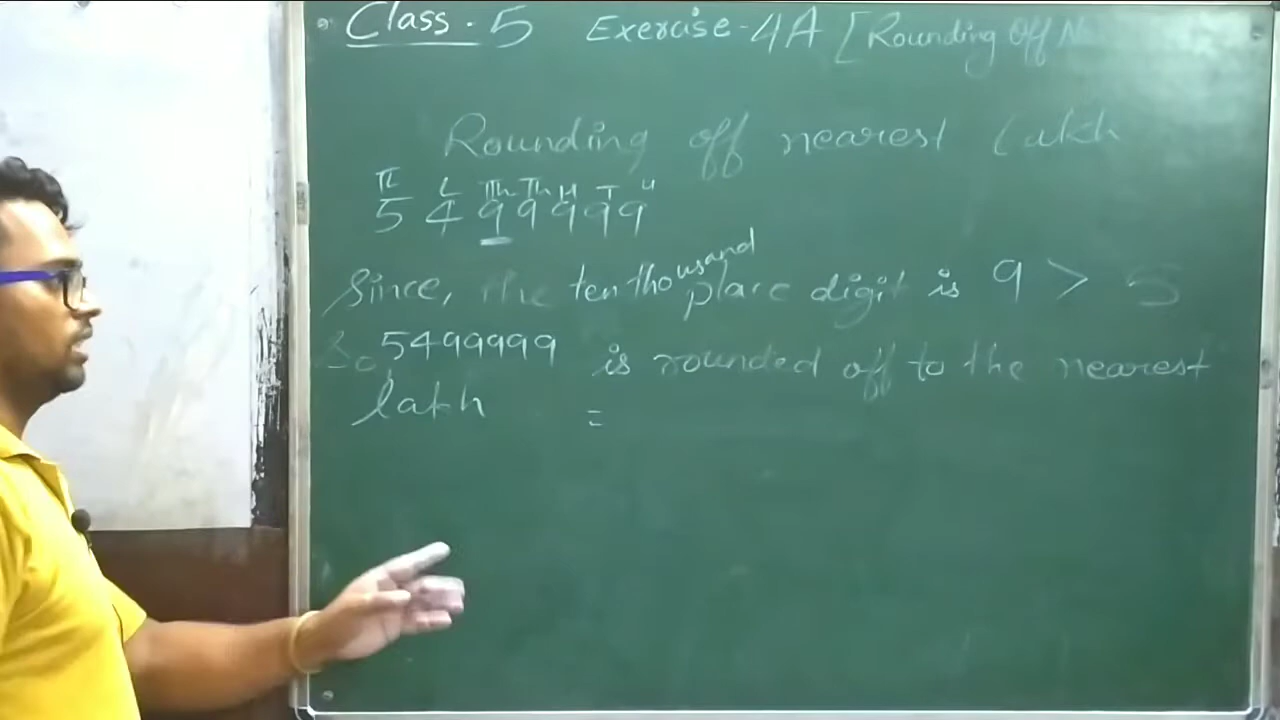 Class. 5 Exercise-4A [Rounding Off
Rounding off nearest Lakh
TL L TTh Th H T U
5 4 9 9 9 9 9
Since, the ten thousand place digit is 9 > 5
So 5499999 is rounded off to the nearest
lakh =